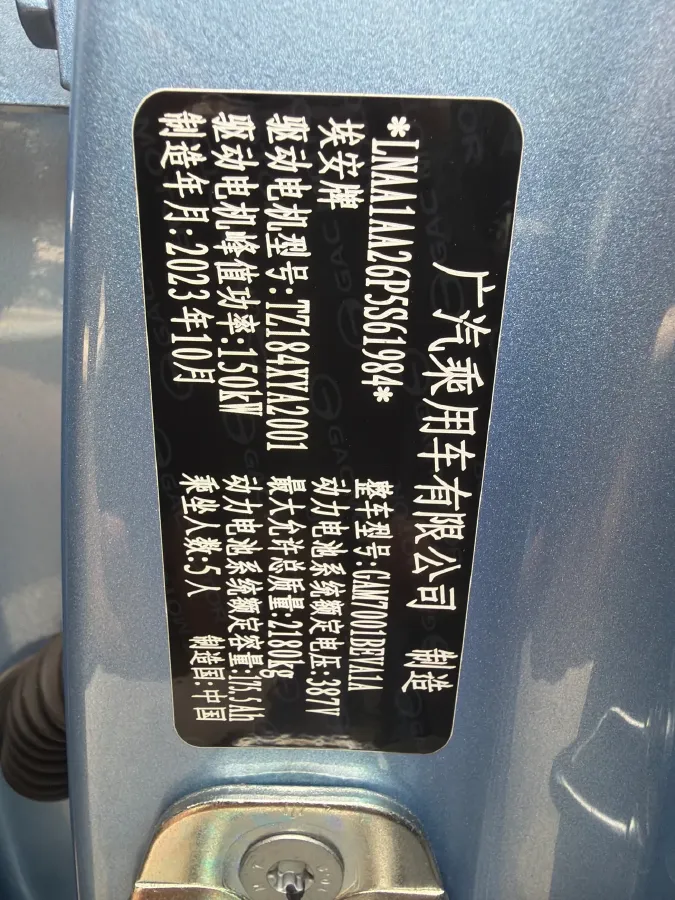 广汽乘用车有限公司 制造
*LNAA1AA26P5S61984*
埃安牌 整车型号:GAM7001BEVA1A
驱动电机型号:TZ184XYA2001 动力电池系统额定电压:387V
驱动电机峰值功率:150kW 最大允许总质量:2180kg
制造年月:2023年10月 动力电池系统额定容量:175.5Ah
乘坐人数:5人 制造国:中国